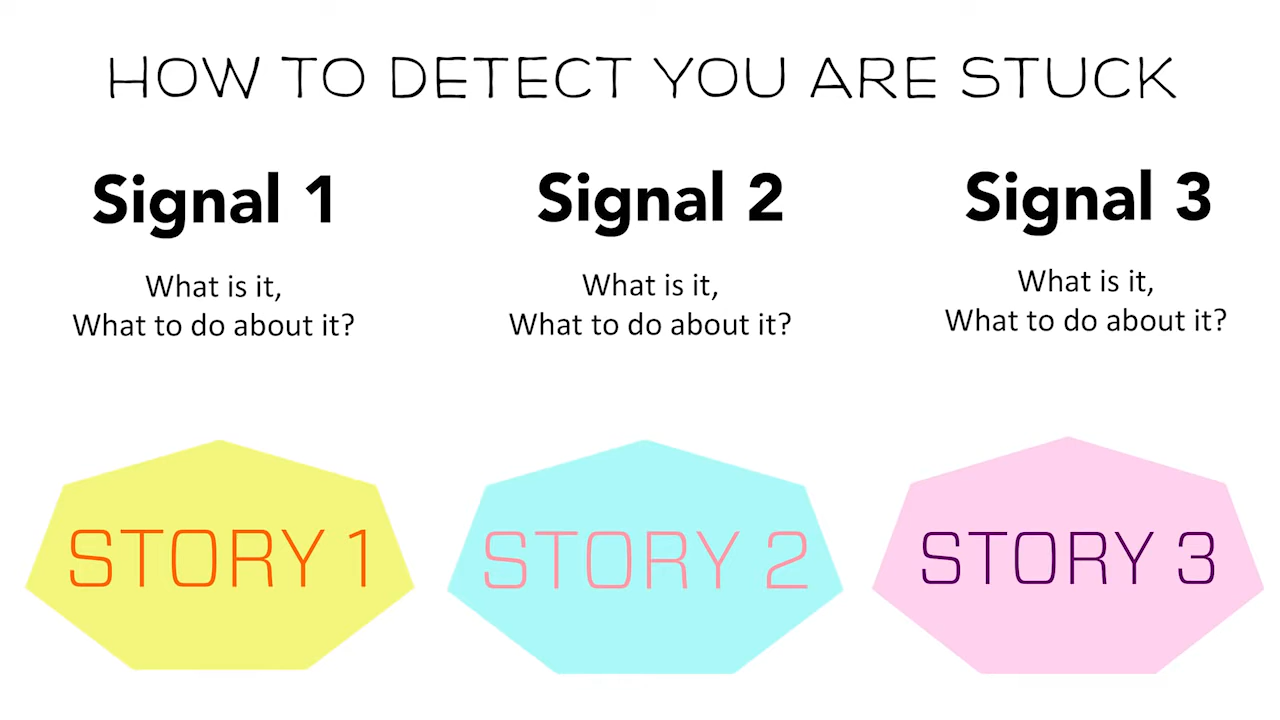 HOW TO DETECT YOU ARE STUCK
Signal 1
What is it,
What to do about it?
Signal 2
What is it,
What to do about it?
Signal 3
What is it,
What to do about it?
STORY 1
STORY 2
STORY 3